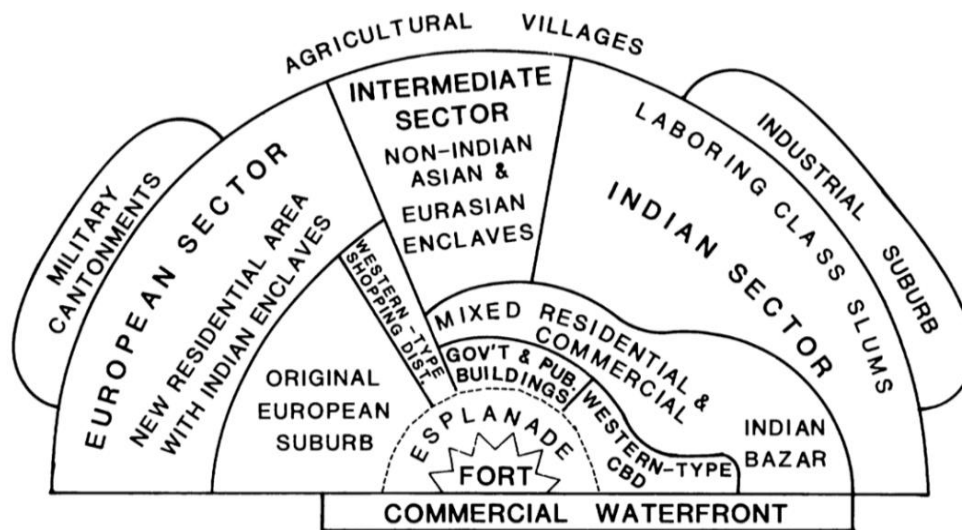 AGRICULTURAL VILLAGES
INTERMEDIATE
SECTOR
NON-INDIAN
ASIAN &
EURASIAN
ENCLAVES
MILITARY
CANTONMENTS
EUROPEAN SECTOR
NEW RESIDENTIAL AREA
WITH INDIAN ENCLAVES
WESTERN-TYPE
SHOPPING DIST.
ORIGINAL
EUROPEAN
SUBURB
LABORING CLASS SLUMS
INDUSTRIAL SUBURB
INDIAN SECTOR
MIXED RESIDENTIAL &
COMMERCIAL
GOV'T & PUB.
BUILDINGS
WESTERN-TYPE
CBD
INDIAN
BAZAR
ESPLANADE
FORT
COMMERCIAL WATERFRONT